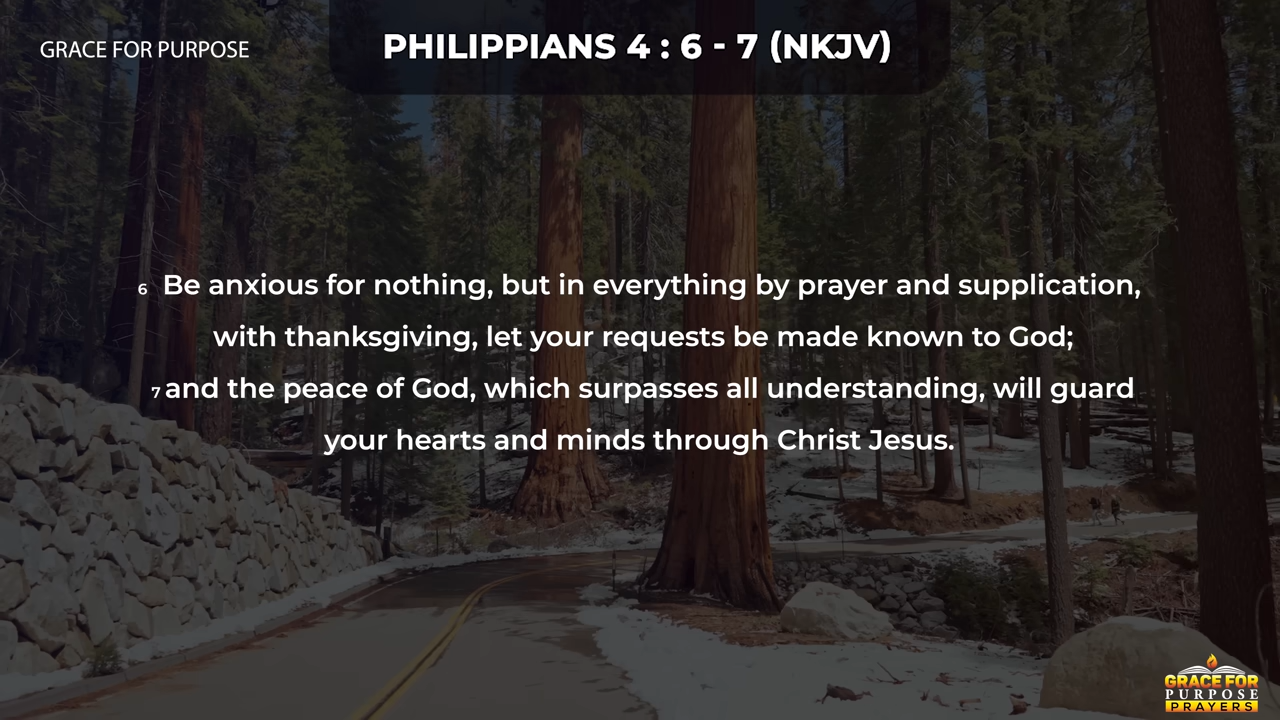 GRACE FOR PURPOSE
PHILIPPIANS 4 : 6 - 7 (NKJV)
6 Be anxious for nothing, but in everything by prayer and supplication,
with thanksgiving, let your requests be made known to God;
7 and the peace of God, which surpasses all understanding, will guard
your hearts and minds through Christ Jesus.
GRACE FOR
PURPOSE
PRAYERS